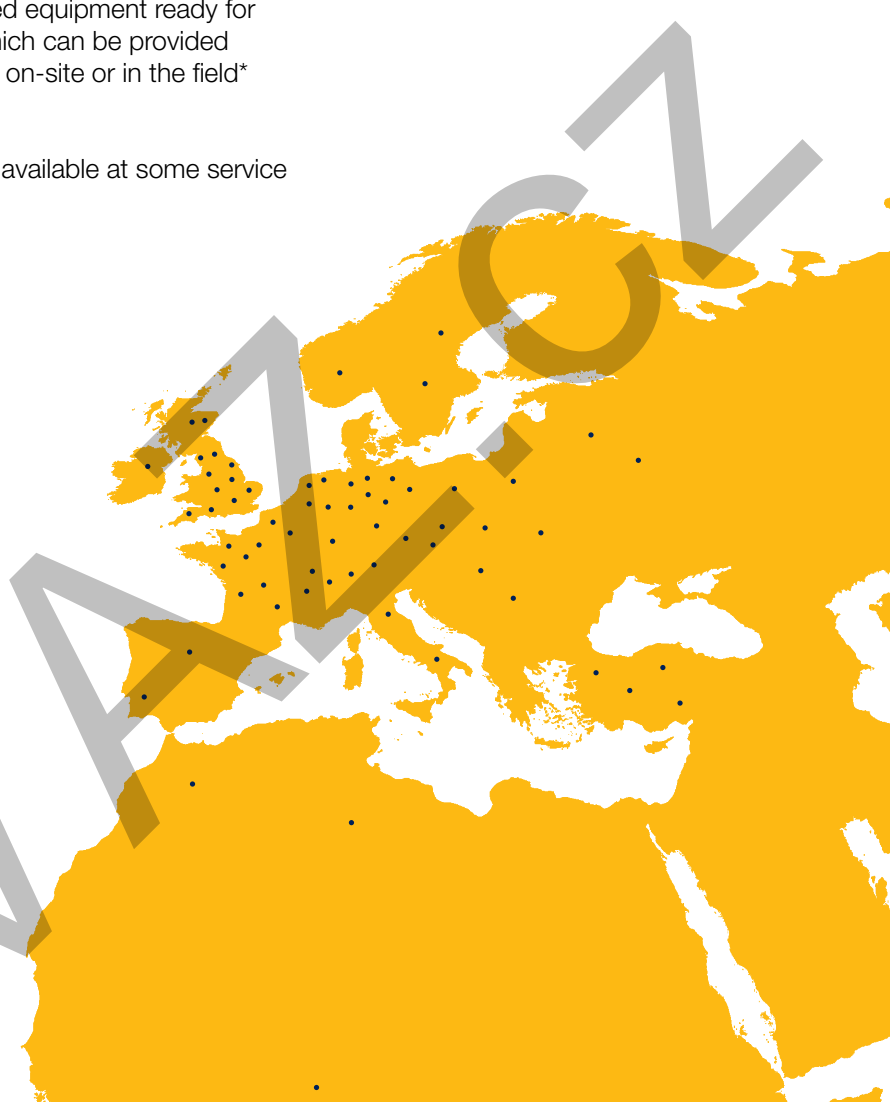 ed equipment ready for
hich can be provided
on-site or in the field*
available at some service
AZ.cz